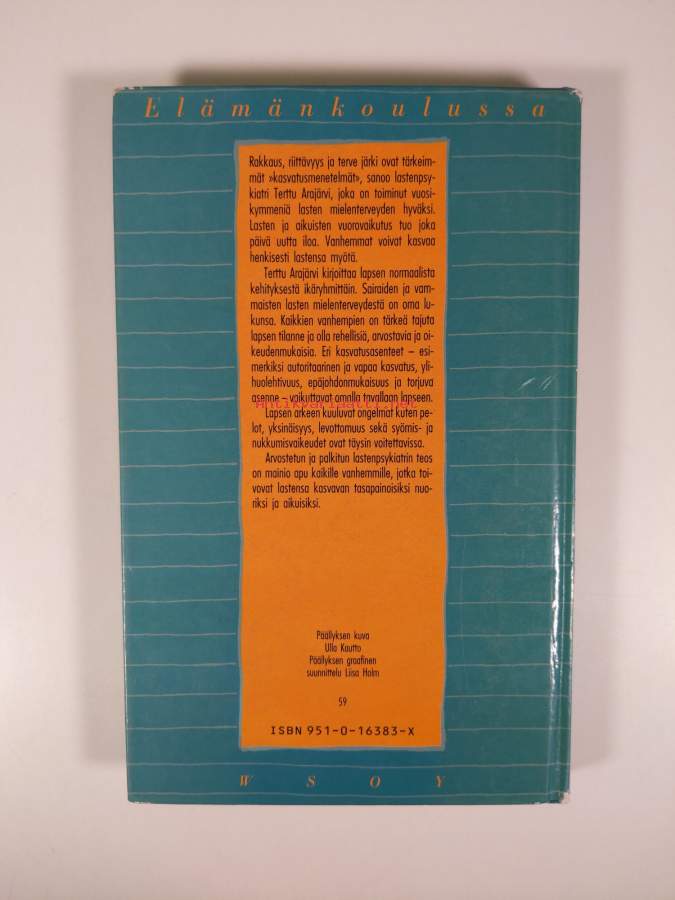 Elämänkoulussa
Rakkaus, riittävyys ja terve järki ovat tärkeim-
mät »kasvatusmenetelmät», sanoo lastenpsy-
kiatri Terttu Arajärvi, joka on toiminut vuosi-
kymmeniä lasten mielenterveyden hyväksi.
Lasten ja aikuisten vuorovaikutus tuo joka
päivä uutta iloa. Vanhemmat voivat kasvaa
henkisesti lastensa myötä.
Terttu Arajärvi kirjoittaa lapsen normaalista
kehityksestä ikäryhmittäin. Sairaiden ja vam-
maisten lasten mielenterveydestä on oma lu-
kunsa. Kaikkien vanhempien on tärkeä tajuta
lapsen tilanne ja olla rehellisiä, arvostavia ja oi-
keudenmukaisia. Eri kasvatusasenteet – esi-
merkiksi autoritaarinen ja vapaa kasvatus, yli-
huolehtivuus, epäjohdonmukaisuus ja torjuva
asenne – vaikuttavat omalla tavallaan lapseen.
antikvariaatti.net
Lapsen arkeen kuuluvat ongelmat kuten pe-
lot, yksinäisyys, levottomuus sekä syömis- ja
nukkumisvaikeudet ovat täysin voitettavissa.
Arvostetun ja palkitun lastenpsykiatrin teos
on mainio apu kaikille vanhemmille, jotka toi-
vovat lastensa kasvavan tasapainoisiksi nuo-
riksi ja aikuisiksi.
Päällyksen kuva
Ulla Kautto
Päällyksen graafinen
suunnittelu Liisa Holm
59
ISBN 951-0-16383-X
WSOY